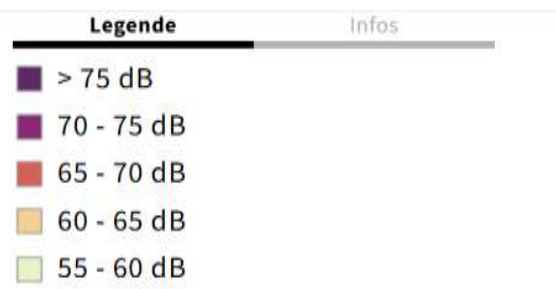 Legende Infos
> 75 dB
70 - 75 dB
65 - 70 dB
60 - 65 dB
55 - 60 dB